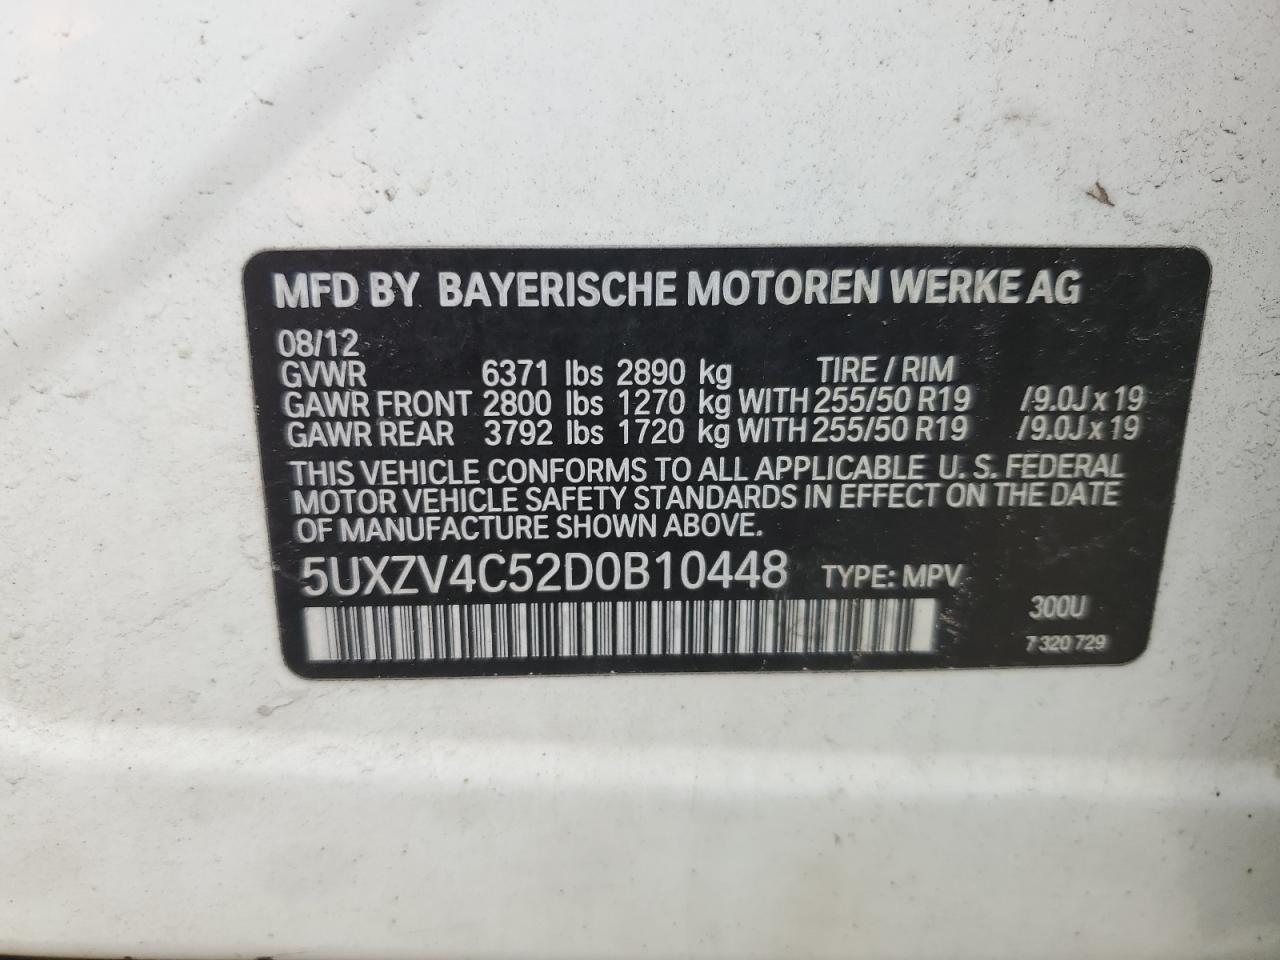 MFD BY BAYERISCHE MOTOREN WERKE AG
08/12
GVWR 6371 lbs 2890 kg TIRE / RIM
GAWR FRONT 2800 lbs 1270 kg WITH 255/50 R19 /9.0J x 19
GAWR REAR 3792 lbs 1720 kg WITH 255/50 R19 /9.0J x 19
THIS VEHICLE CONFORMS TO ALL APPLICABLE U. S. FEDERAL
MOTOR VEHICLE SAFETY STANDARDS IN EFFECT ON THE DATE
OF MANUFACTURE SHOWN ABOVE.
5UXZV4C52D0B10448 TYPE: MPV
300U
7 320 729